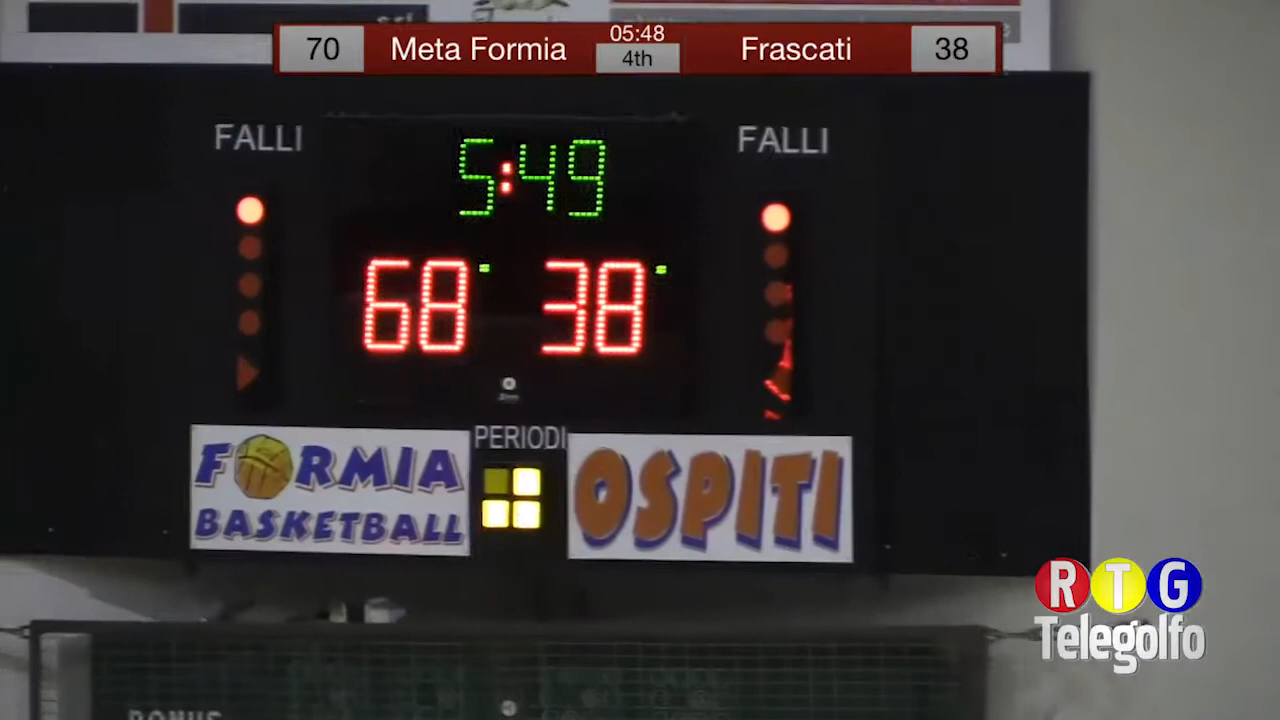 70 Meta Formia 05:48 4th Frascati 38
FALLI
5:49
FALLI
68 38
PERIODI
FORMIA
BASKETBALL
OSPITI
RTG
Telegolfo
BONUS